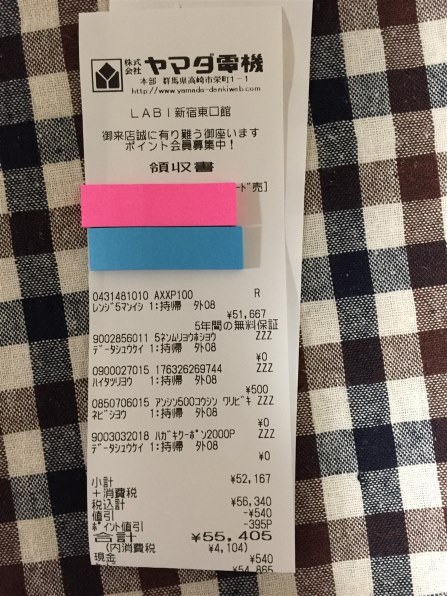 株式会社 ヤマダ電機
本部 群馬県高崎市栄町1-1
http://www.yamada-denkiweb.com
LABI新宿東口館
御来店誠に有り難う御座います
ポイント会員募集中!
領収書
ード売]
0431481010 AXXP100 R
レンジ5マンイシ 1:持帰 外08
¥51,667
5年間の無料保証
9002856011 5ネンムリョウホショウ ZZZ
データシュウケイ 1:持帰 外08
¥0
0900027015 176326269744 ZZZ
ハイタツリョウ 1:持帰 外08
¥500
0850706015 アンシン500コウシン ワリビキ ZZZ
ネビジョウ 1:持帰 外08
¥0
9003032018 ハガキクーポン2000P ZZZ
データシュウケイ 1:持帰 外08
¥0
小計 ¥52,167
+消費税
税込計 ¥56,340
値引 -¥540
ポイント値引 -395P
合計 ¥55,405
(内消費税 ¥4,104)
現金 ¥540
¥54,865